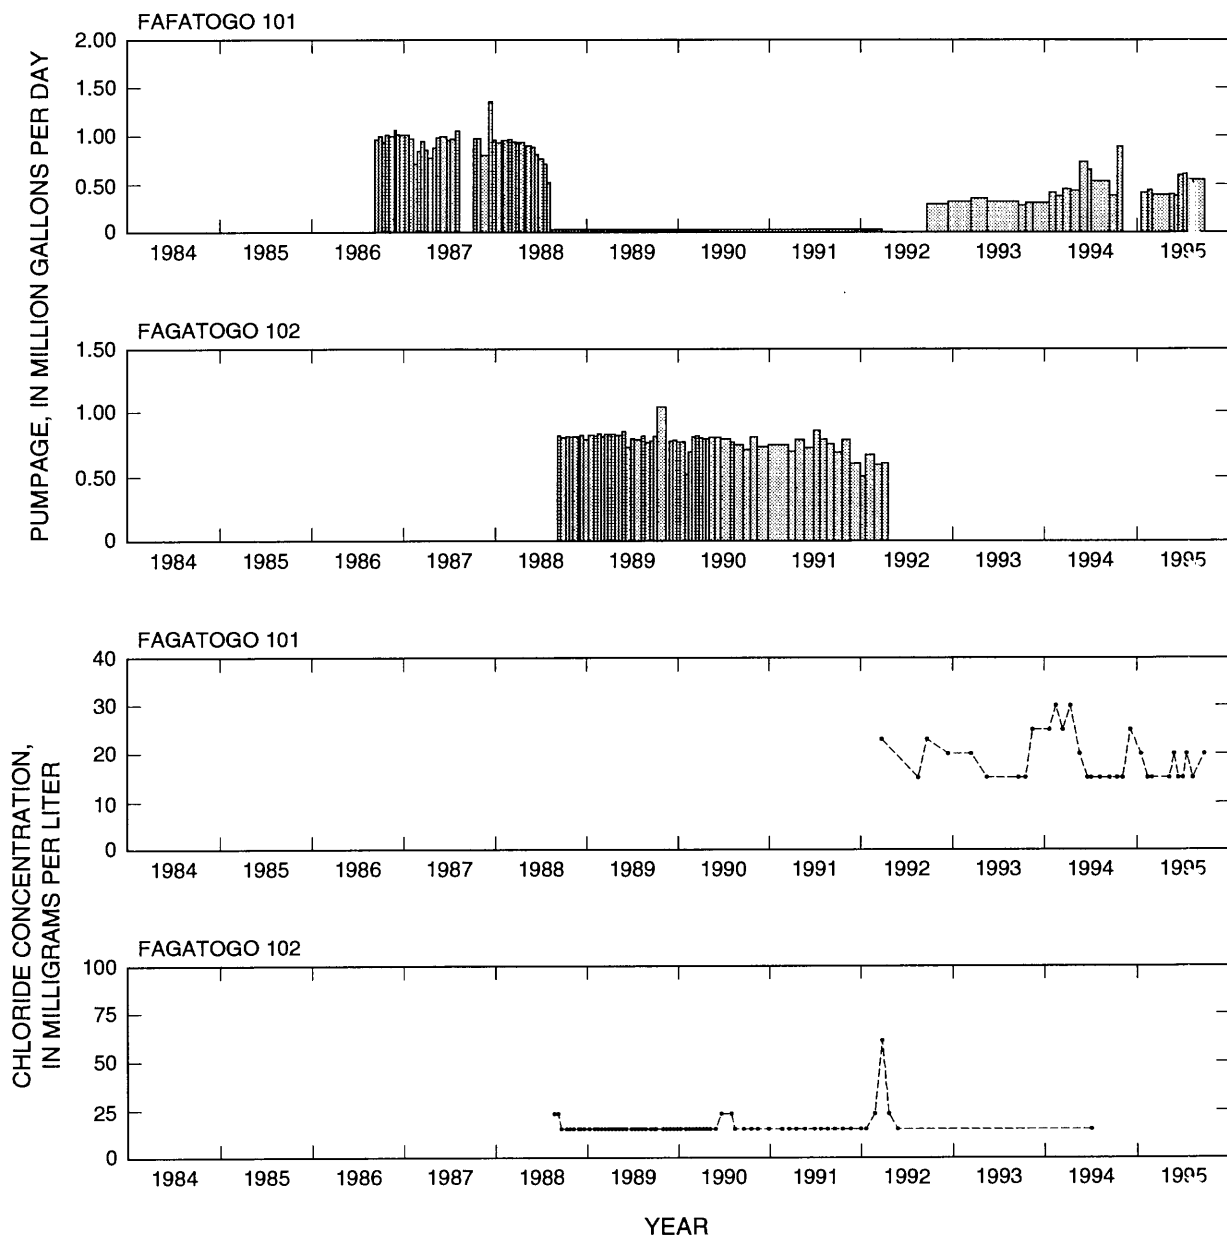 FAFATOGO 101
2.00
1.50
1.00
0.50
0
1984 1985 1986 1987 1988 1989 1990 1991 1992 1993 1994 1995
PUMPAGE, IN MILLION GALLONS PER DAY
FAGATOGO 102
1.50
1.00
0.50
0
1984 1985 1986 1987 1988 1989 1990 1991 1992 1993 1994 1995
FAGATOGO 101
40
30
20
10
0
1984 1985 1986 1987 1988 1989 1990 1991 1992 1993 1994 1995
CHLORIDE CONCENTRATION,
IN MILLIGRAMS PER LITER
FAGATOGO 102
100
75
50
25
0
1984 1985 1986 1987 1988 1989 1990 1991 1992 1993 1994 1995
YEAR